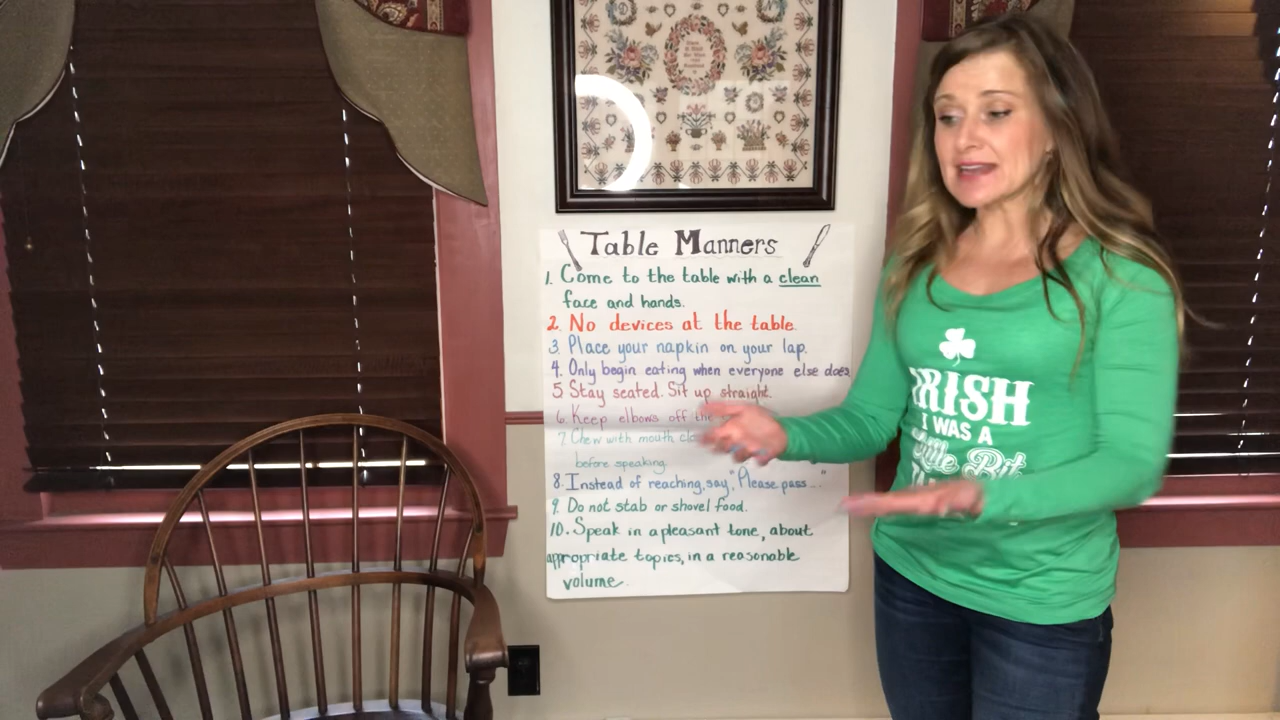 Table Manners
1. Come to the table with a clean
face and hands.
2. No devices at the table.
3. Place your napkin on your lap.
4. Only begin eating when everyone else does.
5 Stay seated. Sit up straight.
6. Keep elbows off the
7. Chew with mouth
before speaking.
8. Instead of reaching, say, "Please pass..."
9. Do not stab or shovel food.
10. Speak in a pleasant tone, about
appropriate topics, in a reasonable
volume.
IRISH
I WAS A
Little Bit